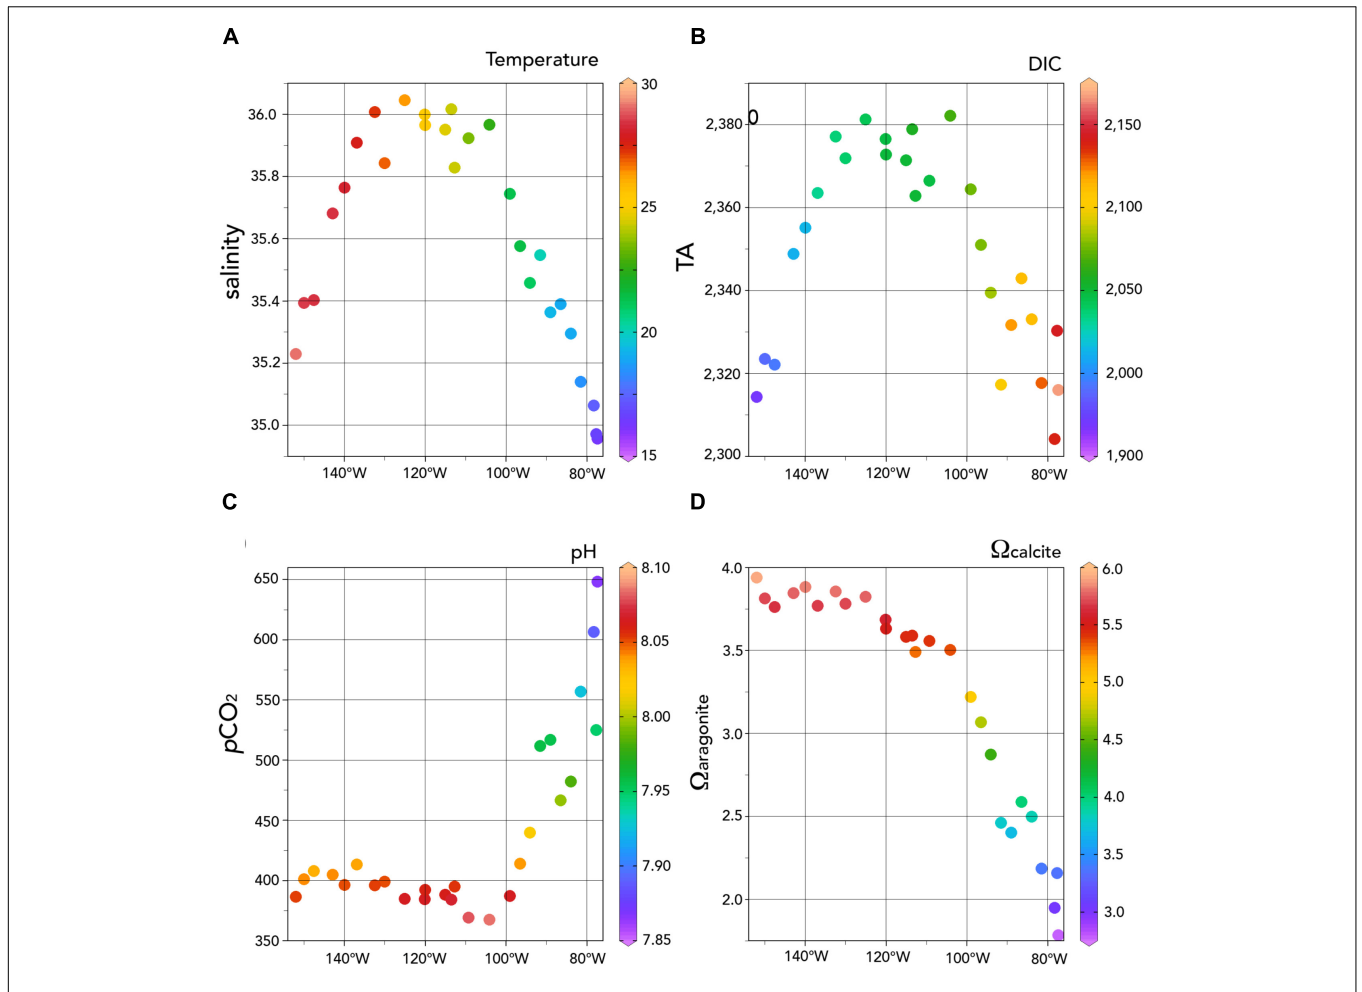 A
Temperature
salinity
36.0
35.8
35.6
35.4
35.2
35.0
140°W 120°W 100°W 80°W
30
25
20
15
B
DIC
TA
0
2,380
2,360
2,340
2,320
2,300
140°W 120°W 100°W 80°W
2,150
2,100
2,050
2,000
1,900
C
pH
pCO2
650
600
550
500
450
400
350
140°W 120°W 100°W 80°W
8.10
8.05
8.00
7.95
7.90
7.85
D
Ωcalcite
Ωaragonite
4.0
3.5
3.0
2.5
2.0
140°W 120°W 100°W 80°W
6.0
5.5
5.0
4.5
4.0
3.5
3.0